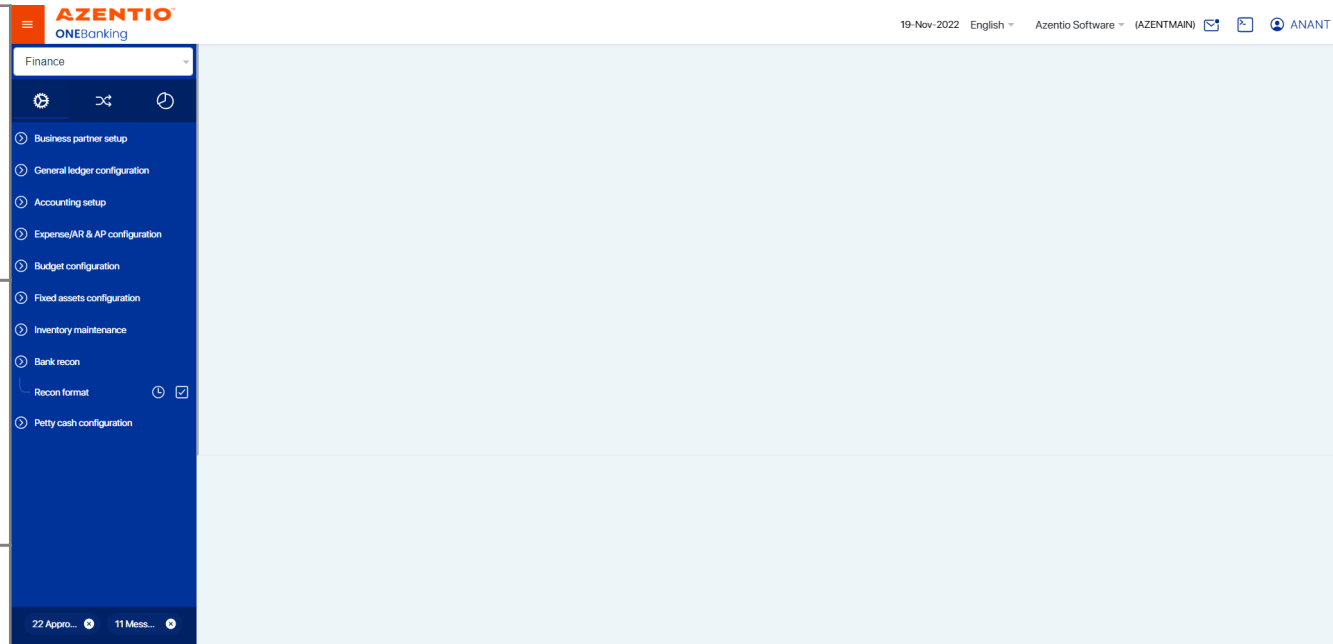 AZENTIO™
ONEBanking
19-Nov-2022 English Azentio Software (AZENTMAIN) ANANT
Finance
Business partner setup
General ledger configuration
Accounting setup
Expense/AR & AP configuration
Budget configuration
Fixed assets configuration
Inventory maintenance
Bank recon
Recon format
Petty cash configuration
22 Appro... 11 Mess...